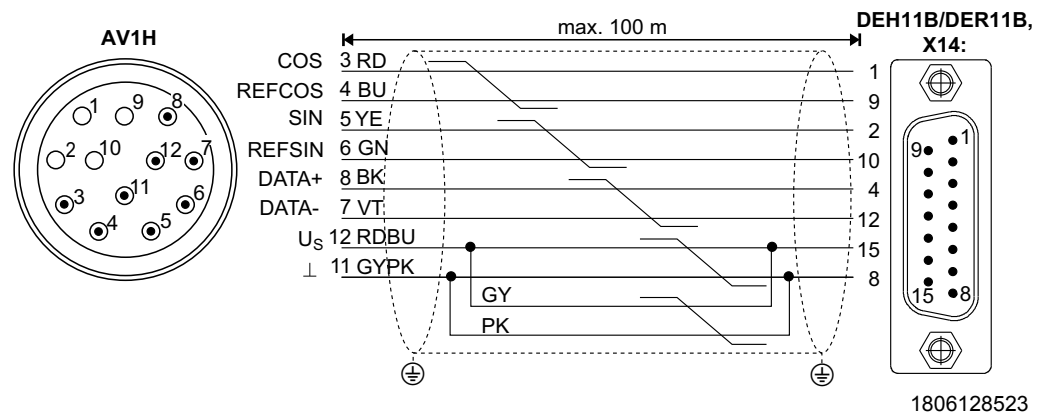 DEH11B/DER11B,
X14:
AV1H
max. 100 m
COS 3 RD 1
REFCOS 4 BU 9
SIN 5 YE 2
REFSIN 6 GN 10
DATA+ 8 BK 4
DATA- 7 VT 12
US 12 RDBU 15
⊥ 11 GYPK 8
GY
PK
1 9 8
2 10 12 7
3 11 6
4 5
1
9
15 8
1806128523